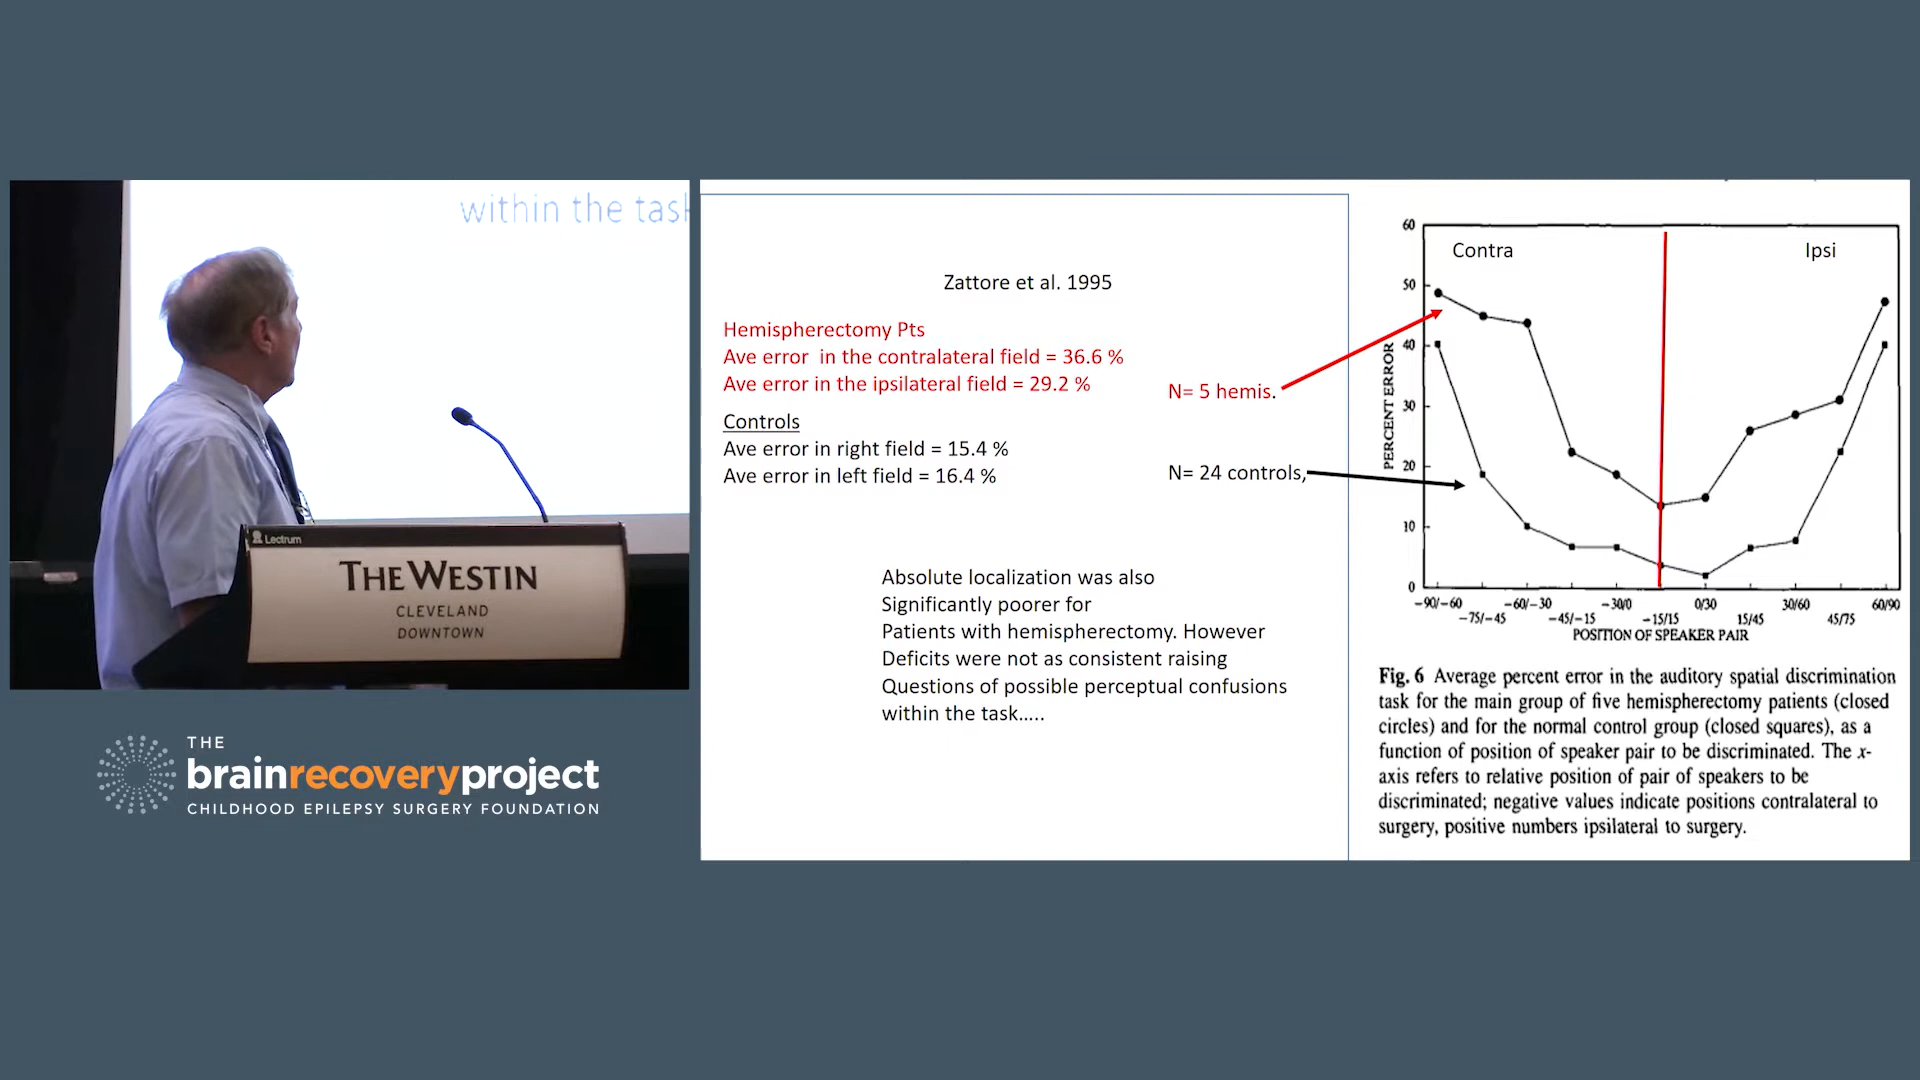 within the task
Lectrum
THE WESTIN
CLEVELAND
DOWNTOWN
THE
brainrecoveryproject
CHILDHOOD EPILEPSY SURGERY FOUNDATION
Zattore et al. 1995
Hemispherectomy Pts
Ave error in the contralateral field = 36.6 %
Ave error in the ipsilateral field = 29.2 %
Controls
Ave error in right field = 15.4 %
Ave error in left field = 16.4 %
N= 5 hemis.
N= 24 controls,
Absolute localization was also
Significantly poorer for
Patients with hemispherectomy. However
Deficits were not as consistent raising
Questions of possible perceptual confusions
within the task.....
Contra
Ipsi
60
50
40
30
20
10
0
PERCENT ERROR
-90/-60 -60/-30 -30/0 0/30 30/60 60/90
-75/-45 -45/-15 -15/15 15/45 45/75
POSITION OF SPEAKER PAIR
Fig. 6 Average percent error in the auditory spatial discrimination
task for the main group of five hemispherectomy patients (closed
circles) and for the normal control group (closed squares), as a
function of position of speaker pair to be discriminated. The x-
axis refers to relative position of pair of speakers to be
discriminated; negative values indicate positions contralateral to
surgery, positive numbers ipsilateral to surgery.